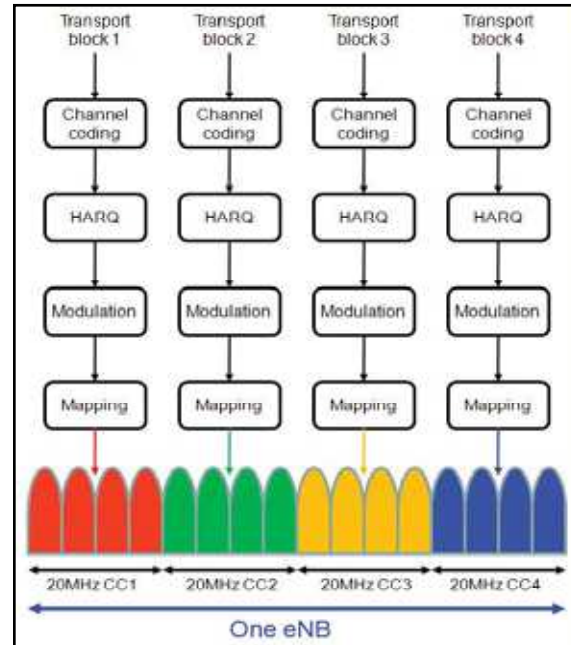 Transport block 1
Transport block 2
Transport block 3
Transport block 4
Channel coding
Channel coding
Channel coding
Channel coding
HARQ
HARQ
HARQ
HARQ
Modulation
Modulation
Modulation
Modulation
Mapping
Mapping
Mapping
Mapping
20MHz CC1
20MHz CC2
20MHz CC3
20MHz CC4
One eNB